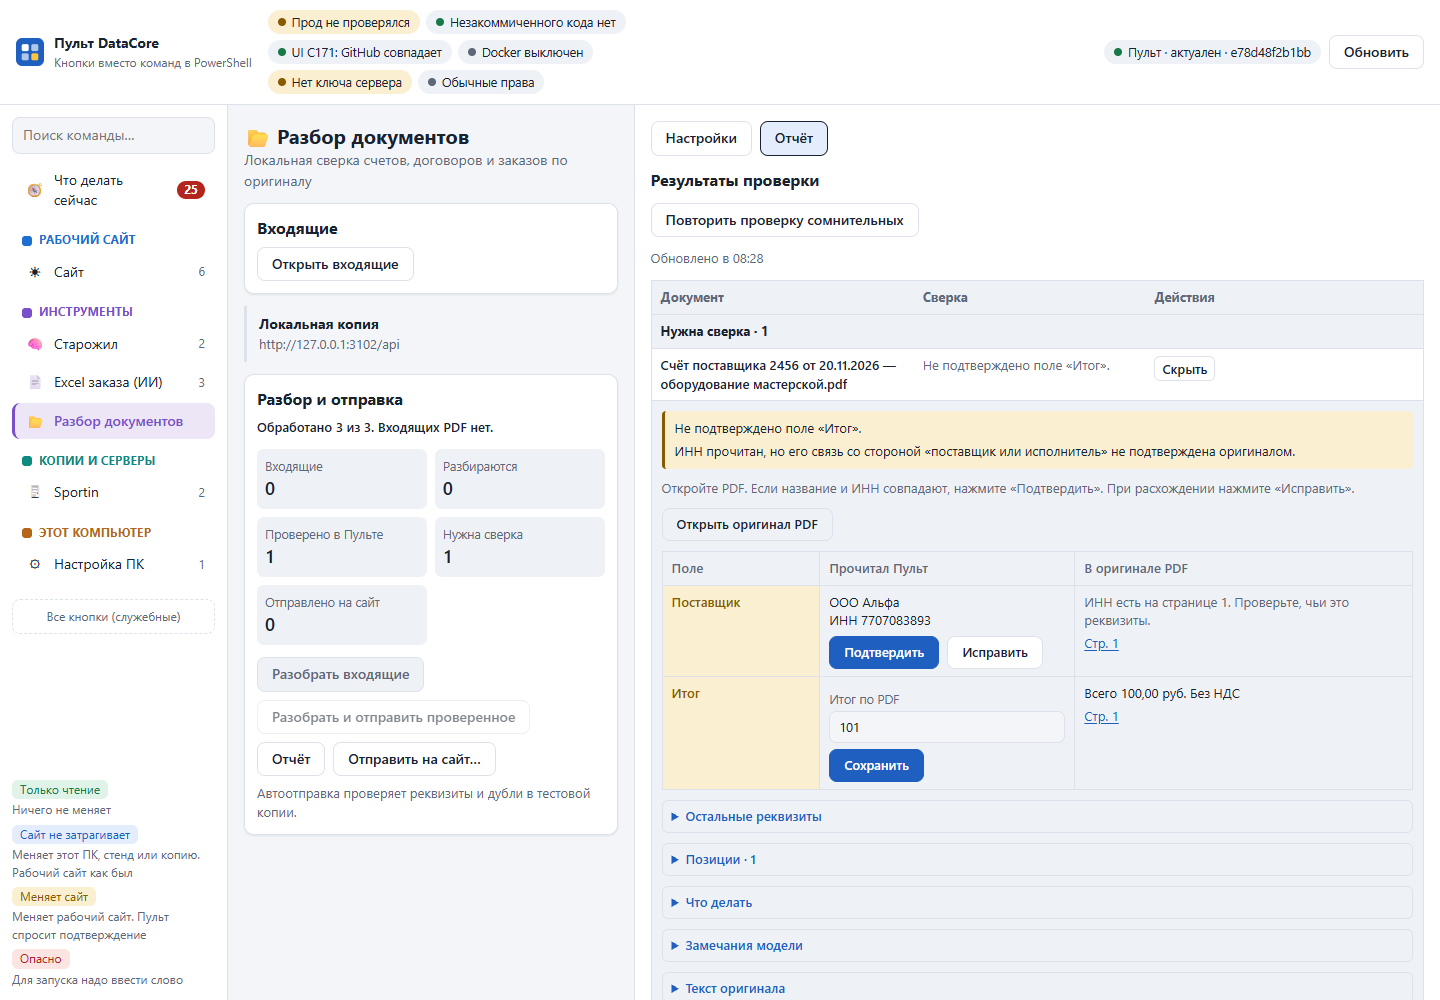 Пульт DataCore
Кнопки вместо команд в PowerShell
Прод не проверялся
Незакоммиченного кода нет
UI C171: GitHub совпадает
Docker выключен
Нет ключа сервера
Обычные права
Пульт · актуален · e78d48f2b1bb
Обновить
Поиск команды...
Что делать
сейчас
25
РАБОЧИЙ САЙТ
Сайт 6
ИНСТРУМЕНТЫ
Старожил 2
Excel заказа (ИИ) 3
Разбор документов
КОПИИ И СЕРВЕРЫ
Sportin 2
ЭТОТ КОМПЬЮТЕР
Настройка ПК 1
Все кнопки (служебные)
Только чтение
Ничего не меняет
Сайт не затрагивает
Меняет этот ПК, стенд или копию.
Рабочий сайт как был
Меняет сайт
Меняет рабочий сайт. Пульт
спросит подтверждение
Опасно
Для запуска надо ввести слово
Разбор документов
Локальная сверка счетов, договоров и заказов по
оригиналу
Входящие
Открыть входящие
Локальная копия
http://127.0.0.1:3102/api
Разбор и отправка
Обработано 3 из 3. Входящих PDF нет.
Входящие
0
Разбираются
0
Проверено в Пульте
1
Нужна сверка
1
Отправлено на сайт
0
Разобрать входящие
Разобрать и отправить проверенное
Отчёт
Отправить на сайт...
Автоотправка проверяет реквизиты и дубли в тестовой
копии.
Настройки
Отчёт
Результаты проверки
Повторить проверку сомнительных
Обновлено в 08:28
Документ Сверка Действия
Нужна сверка · 1
Счёт поставщика 2456 от 20.11.2026 —
оборудование мастерской.pdf
Не подтверждено поле «Итог».
Скрыть
Не подтверждено поле «Итог».
ИНН прочитан, но его связь со стороной «поставщик или исполнитель» не подтверждена оригиналом.
Откройте PDF. Если название и ИНН совпадают, нажмите «Подтвердить». При расхождении нажмите «Исправить».
Открыть оригинал PDF
Поле Прочитал Пульт В оригинале PDF
Поставщик
ООО Альфа
ИНН 7707083893
Подтвердить
Исправить
ИНН есть на странице 1. Проверьте, чьи это
реквизиты.
Стр. 1
Итог
Итог по PDF
101
Сохранить
Всего 100,00 руб. Без НДС
Стр. 1
Остальные реквизиты
Позиции · 1
Что делать
Замечания модели
Текст оригинала